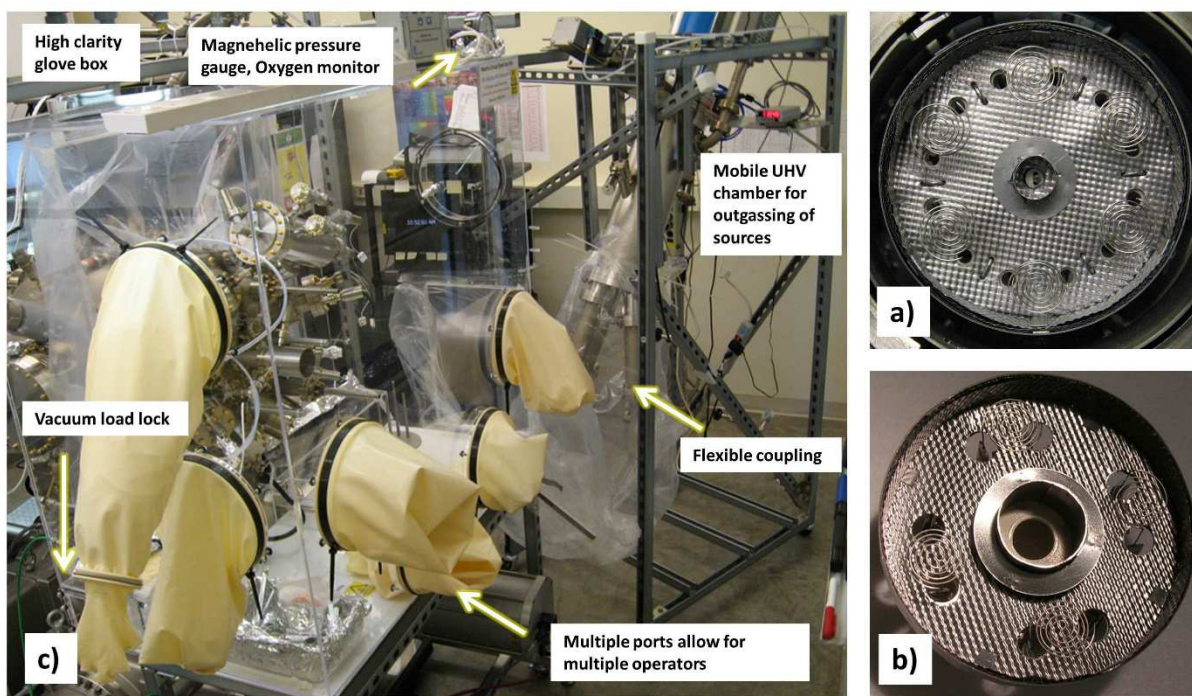 High clarity
glove box
Magnehelic pressure
gauge, Oxygen monitor
Mobile UHV
chamber for
outgassing of
sources
Vacuum load lock
Flexible coupling
Multiple ports allow for
multiple operators
c)
a)
b)